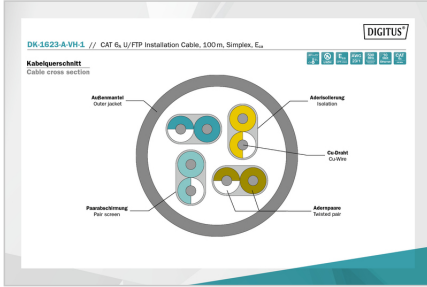 DIGITUS®
DK-1623-A-VH-1 // CAT 6A U/FTP Installation Cable, 100 m, Simplex, Eca
Kabelquerschnitt
Cable cross section
Außenmantel
Outer jacket
Aderisolierung
Isolation
Cu-Draht
Cu-Wire
Paarabschirmung
Pair screen
Adernpaare
Twisted pair